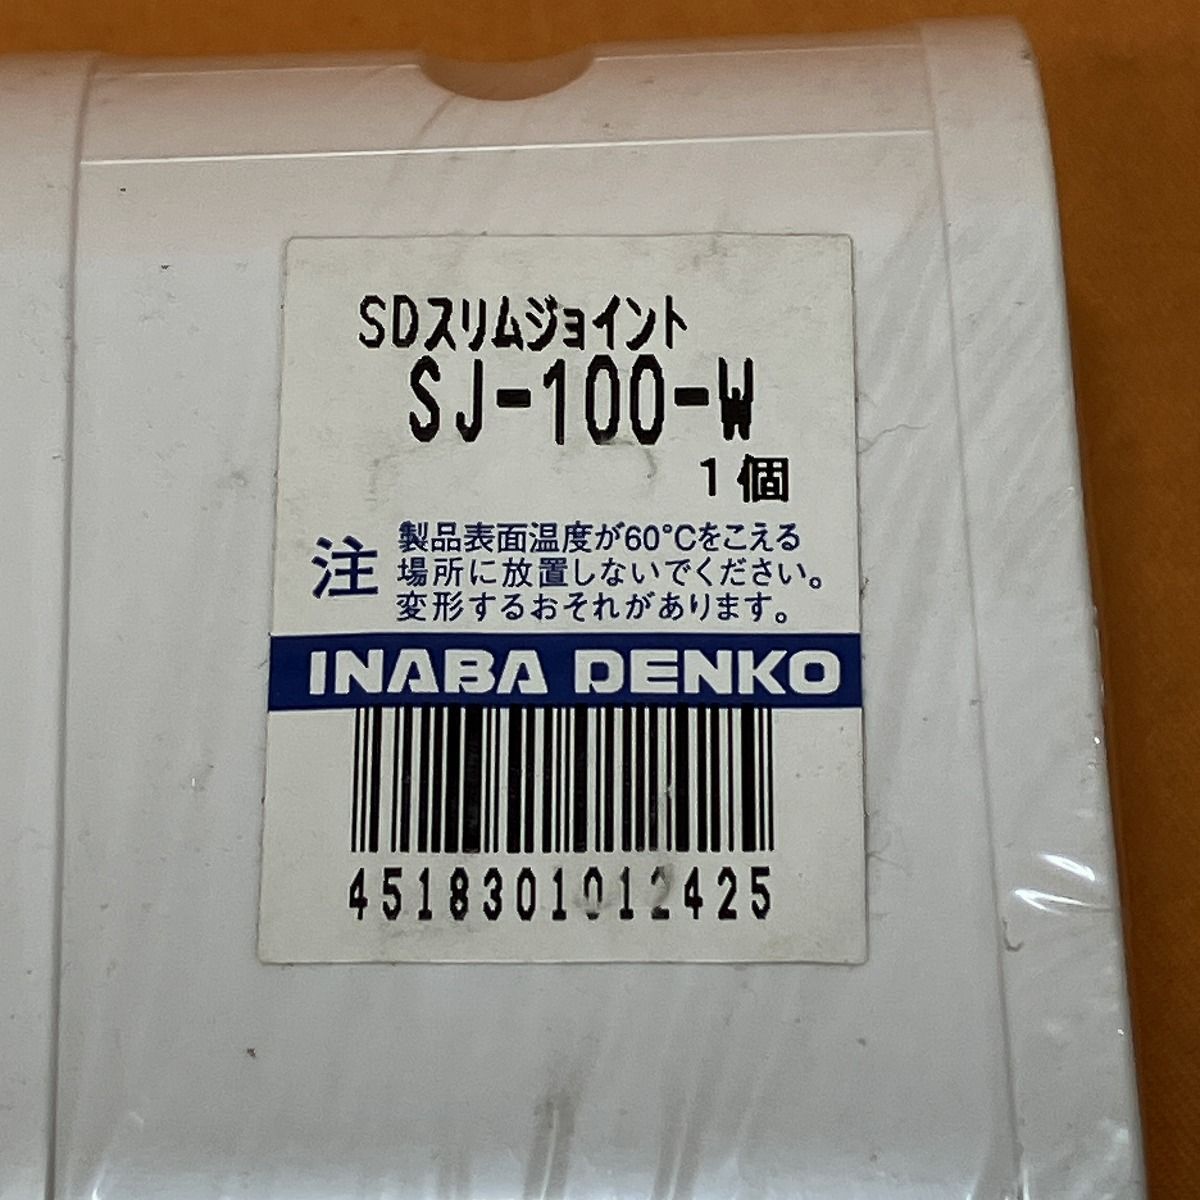 SDスリムジョイント
SJ-100-W
1個
注
製品表面温度が60℃をこえる
場所に放置しないでください。
変形するおそれがあります。
INABA DENKO
4518301012425